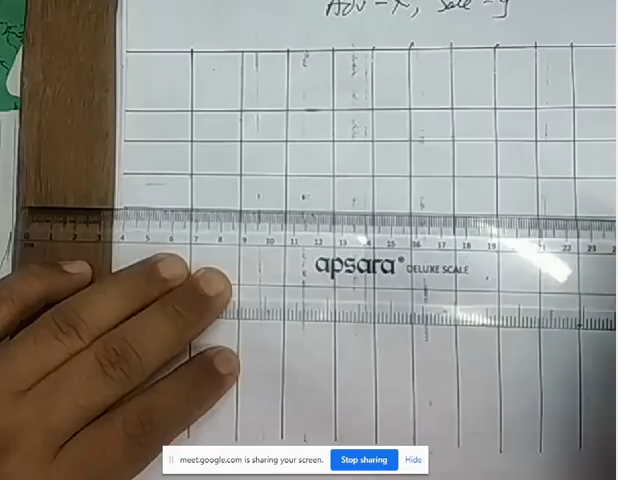 Adv - x, Sale - y
0 1 2 3 4 5 6 7 8 9 10 11 12 13 14 15 16 17 18 19 21 22 23
cm
apsara® DELUXE SCALE
meet.google.com is sharing your screen. Stop sharing Hide